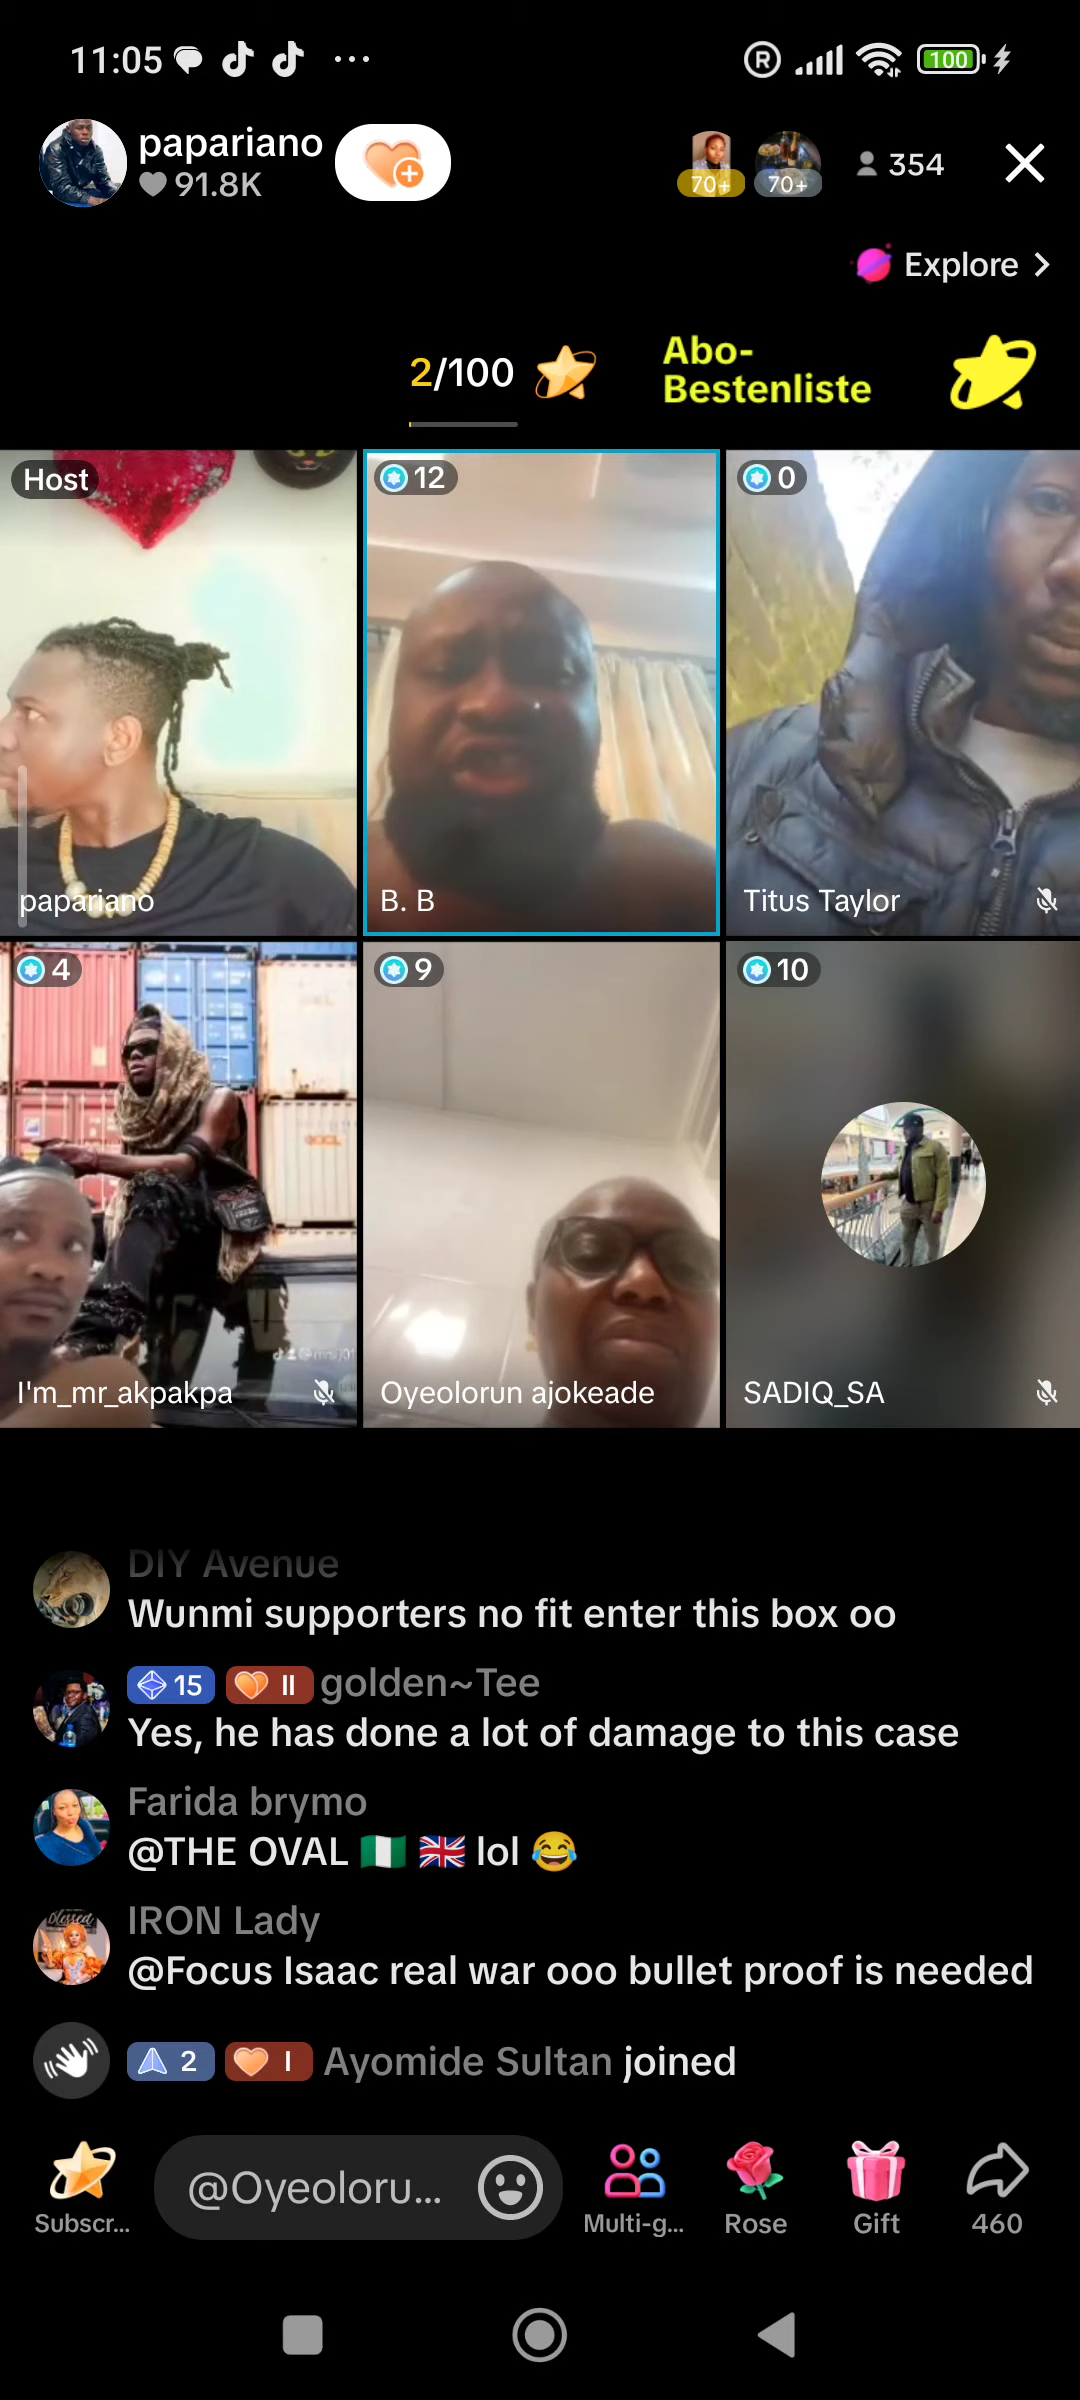 11:05
R
100
papariano
91.8K
70+
70+
354
Explore
2/100
Abo-
Bestenliste
Host
12
0
papariano
B. B
Titus Taylor
4
9
10
I'm_mr_akpakpa
Oyeolorun ajokeade
SADIQ_SA
DIY Avenue
Wunmi supporters no fit enter this box oo
15 II golden~Tee
Yes, he has done a lot of damage to this case
Farida brymo
@THE OVAL 🇳🇬 🇬🇧 lol 😂
IRON Lady
@Focus Isaac real war ooo bullet proof is needed
2 I Ayomide Sultan joined
@Oyeoloru...
Subscr...
Multi-g...
Rose
Gift
460